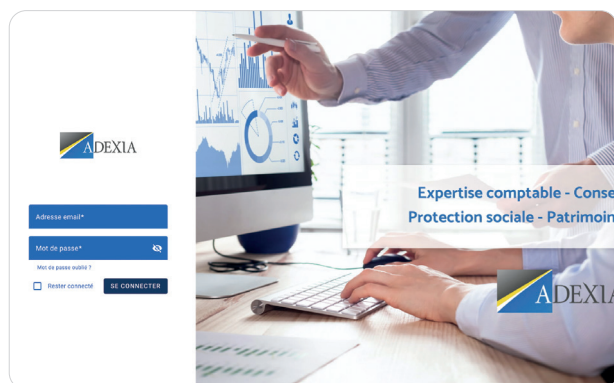 ADEXIA
Adresse email*
Mot de passe*
Mot de passe oublié ?
Rester connecté
SE CONNECTER
Expertise comptable - Conse
Protection sociale - Patrimoin
ADEXIA